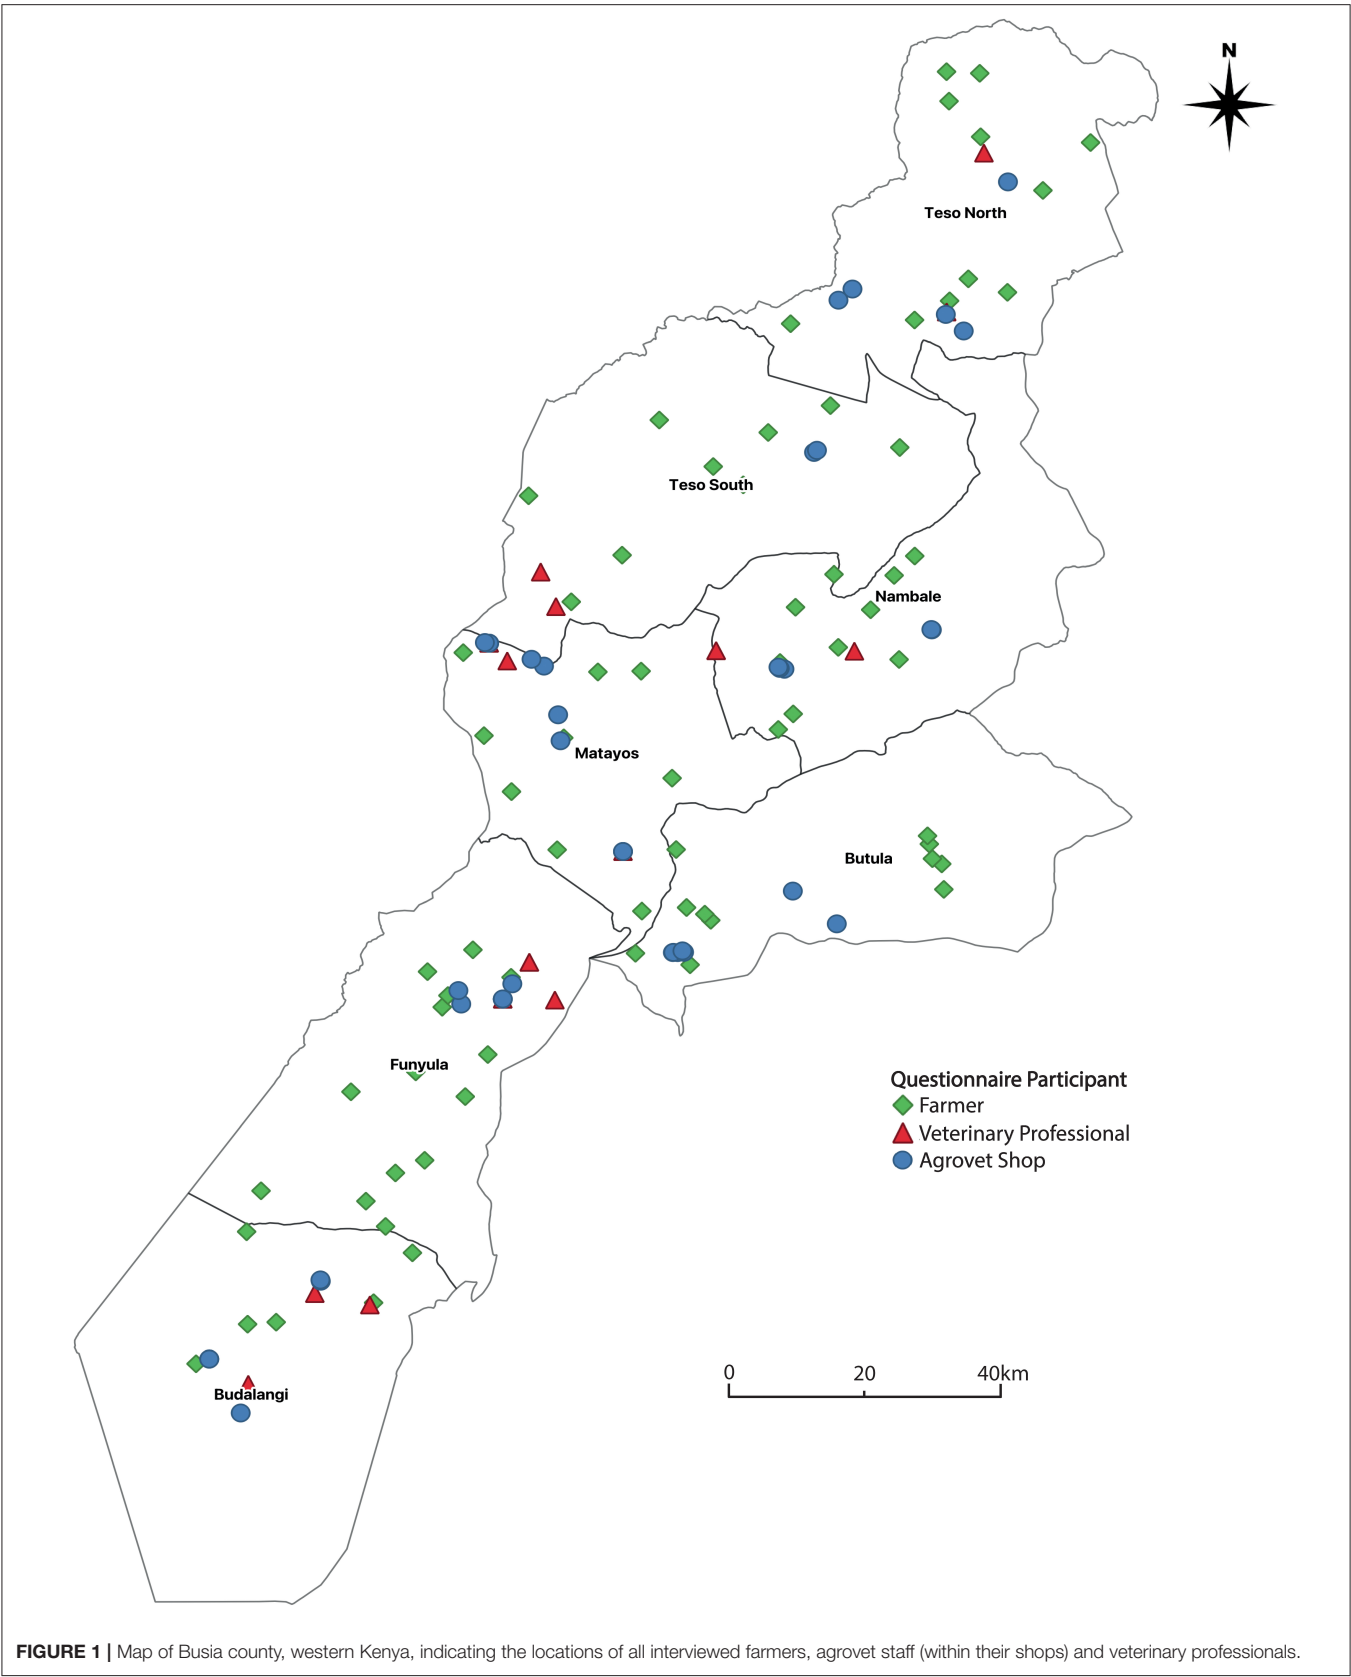 N
Teso North
Teso South
Nambale
Matayos
Butula
Funyula
Questionnaire Participant
Farmer
Veterinary Professional
Agrovet Shop
0 20 40km
Budalangi
FIGURE 1 | Map of Busia county, western Kenya, indicating the locations of all interviewed farmers, agrovet staff (within their shops) and veterinary professionals.